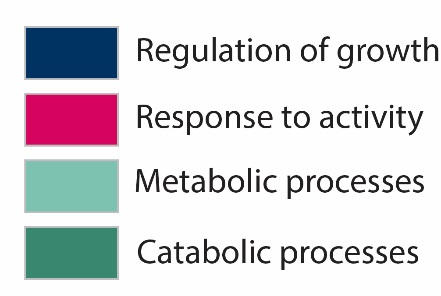 Regulation of growth
Response to activity
Metabolic processes
Catabolic processes